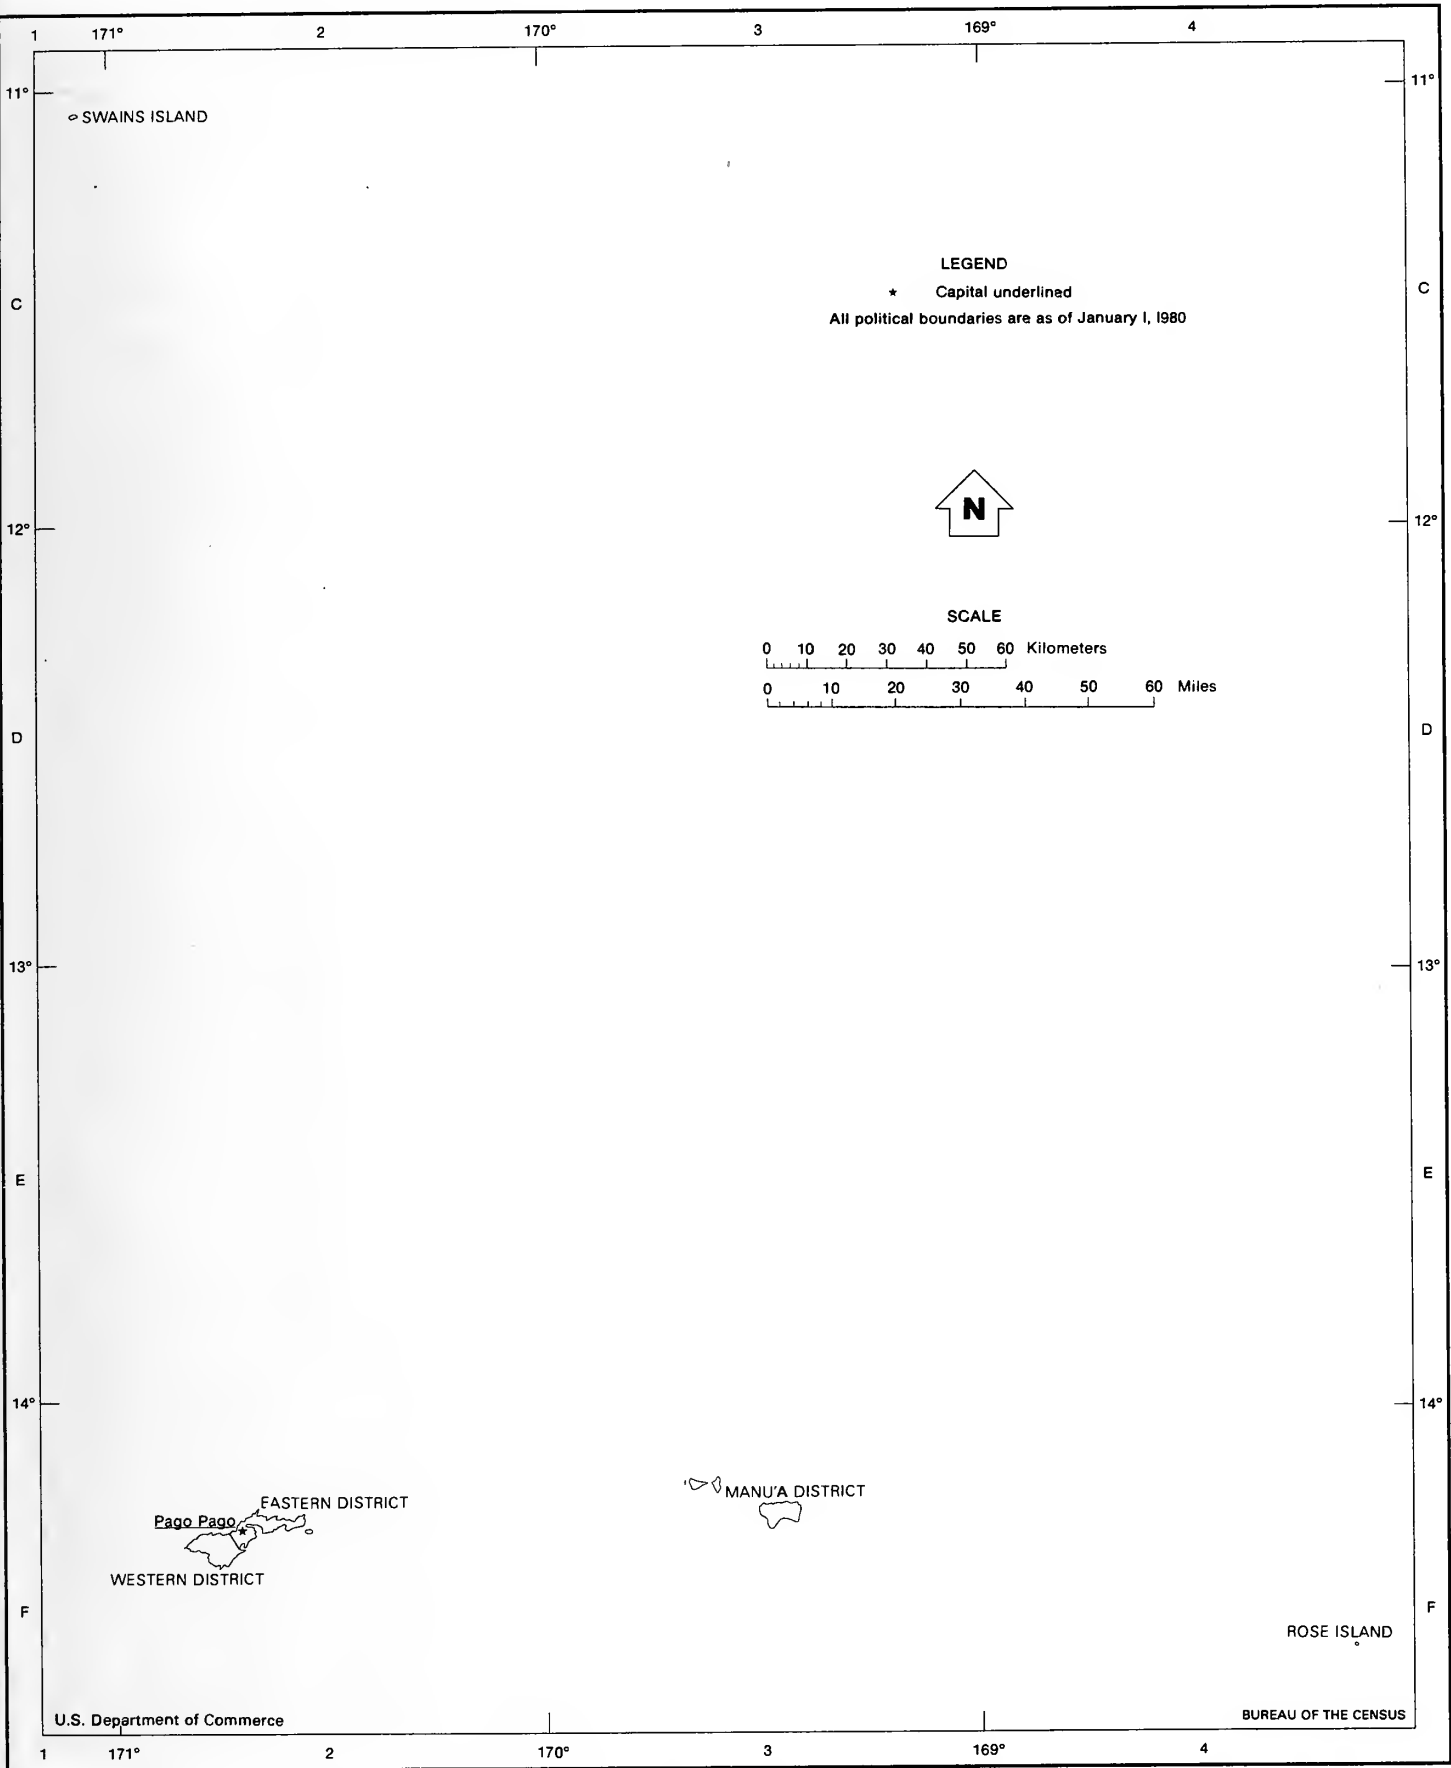 1 171° 2 170° 3 169° 4
11° 11°
SWAINS ISLAND
LEGEND
C ★ Capital underlined C
All political boundaries are as of January 1, 1980
N
12° 12°
SCALE
0 10 20 30 40 50 60 Kilometers
0 10 20 30 40 50 60 Miles
D D
13° 13°
E E
14° 14°
MANU'A DISTRICT
EASTERN DISTRICT
Pago Pago
WESTERN DISTRICT
F F
ROSE ISLAND
U.S. Department of Commerce BUREAU OF THE CENSUS
1 171° 2 170° 3 169° 4